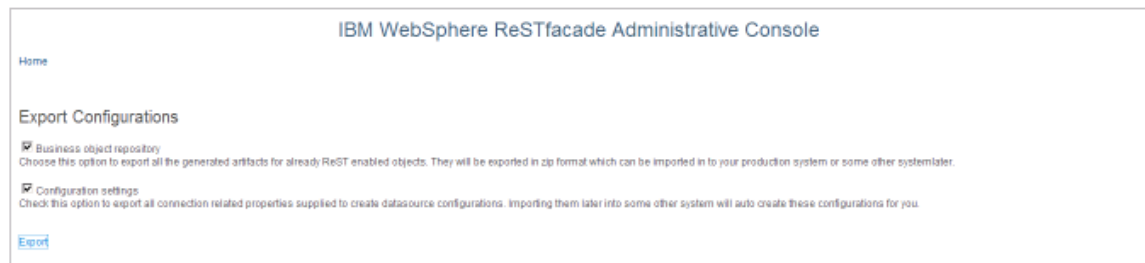 IBM WebSphere ReSTfacade Administrative Console
Home
Export Configurations
Business object repository
Choose this option to export all the generated artifacts for already ReST enabled objects. They will be exported in zip format which can be imported in to your production system or some other systemlater.
Configuration settings
Check this option to export all connection related properties supplied to create datasource configurations. Importing them later into some other system will auto create these configurations for you.
Export